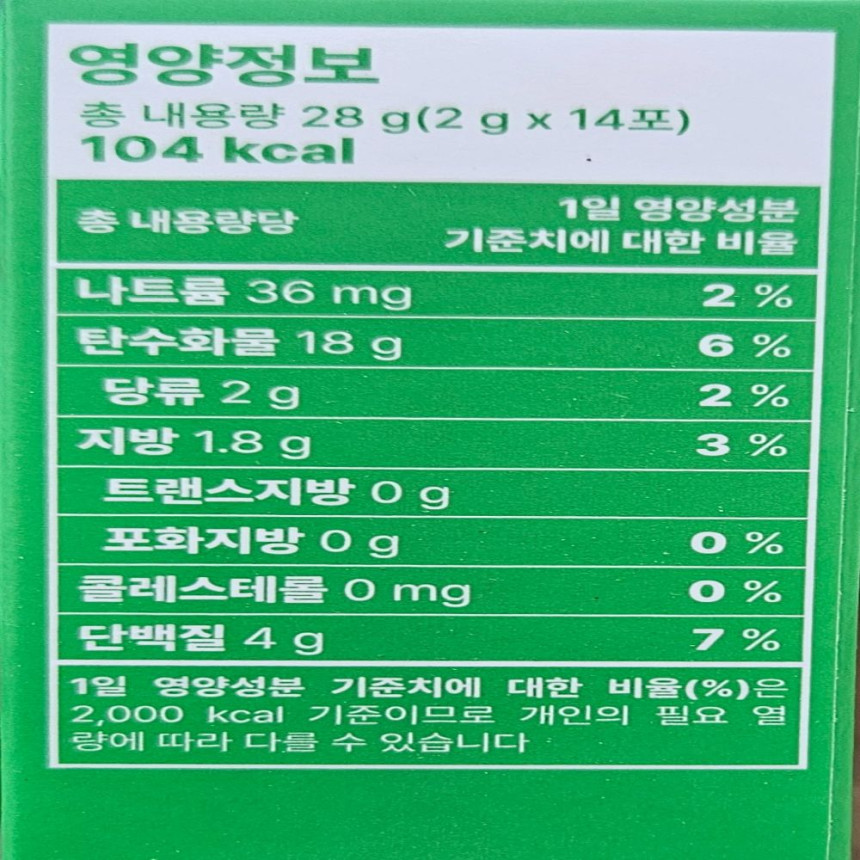 영양정보
총 내용량 28 g(2 g x 14포)
104 kcal
총 내용량당 1일 영양성분 기준치에 대한 비율
나트륨 36 mg 2 %
탄수화물 18 g 6 %
당류 2 g 2 %
지방 1.8 g 3 %
트랜스지방 0 g
포화지방 0 g 0 %
콜레스테롤 0 mg 0 %
단백질 4 g 7 %
1일 영양성분 기준치에 대한 비율(%)은
2,000 kcal 기준이므로 개인의 필요 열
량에 따라 다를 수 있습니다